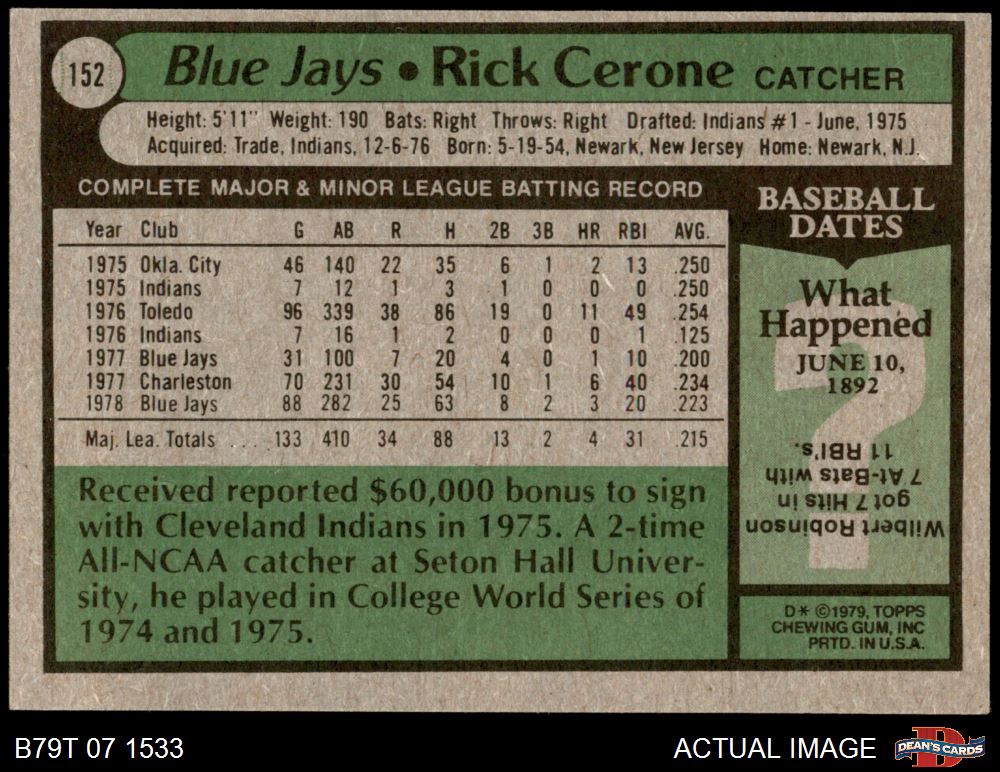 152
Blue Jays • Rick Cerone CATCHER
Height: 5'11" Weight: 190 Bats: Right Throws: Right Drafted: Indians #1 - June, 1975
Acquired: Trade, Indians, 12-6-76 Born: 5-19-54, Newark, New Jersey Home: Newark, N.J.
COMPLETE MAJOR & MINOR LEAGUE BATTING RECORD
Year Club G AB R H 2B 3B HR RBI AVG.
1975 Okla. City 46 140 22 35 6 1 2 13 .250
1975 Indians 7 12 1 3 1 0 0 0 .250
1976 Toledo 96 339 38 86 19 0 11 49 .254
1976 Indians 7 16 1 2 0 0 0 1 .125
1977 Blue Jays 31 100 7 20 4 0 1 10 .200
1977 Charleston 70 231 30 54 10 1 6 40 .234
1978 Blue Jays 88 282 25 63 8 2 3 20 .223
Maj. Lea. Totals ... 133 410 34 88 13 2 4 31 .215
Received reported $60,000 bonus to sign
with Cleveland Indians in 1975. A 2-time
All-NCAA catcher at Seton Hall Univer-
sity, he played in College World Series of
1974 and 1975.
BASEBALL
DATES
What
Happened
JUNE 10,
1892
?
Wilbert Robinson
got 7 Hits in
7 At-Bats with
11 RBI's.
D* ©1979, TOPPS
CHEWING GUM, INC
PRTD. IN U.S.A.
B79T 07 1533
ACTUAL IMAGE
D
DEAN'S CARDS